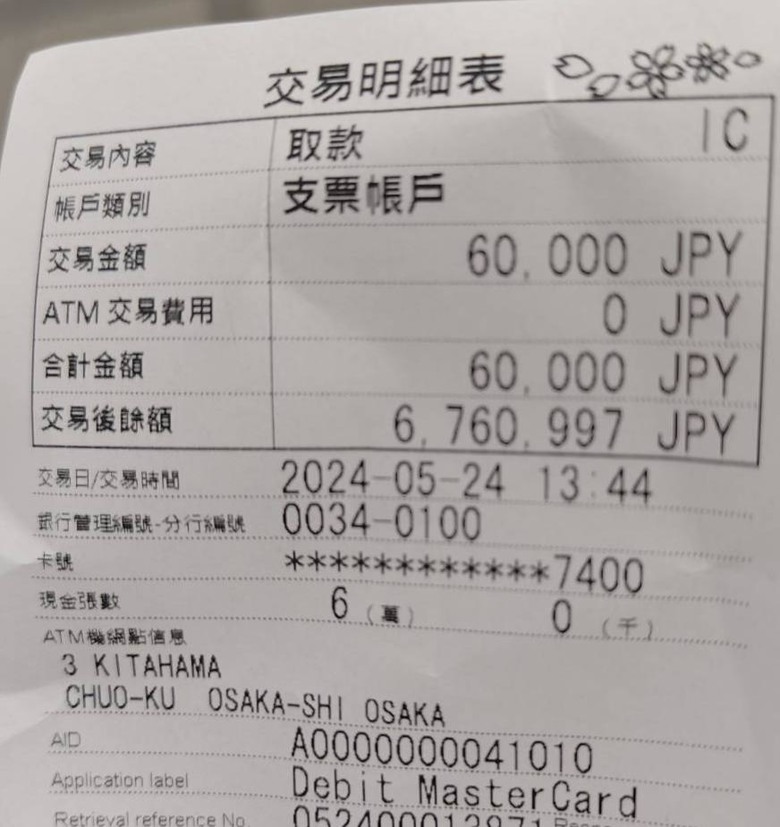 交易明細表
交易內容 取款 IC
帳戶類別 支票帳戶
交易金額 60,000 JPY
ATM 交易費用 0 JPY
合計金額 60,000 JPY
交易後餘額 6,760,997 JPY
交易日/交易時間 2024-05-24 13:44
銀行管理編號-分行編號 0034-0100
卡號 ************7400
現金張數 6 (萬) 0 (千)
ATM機網點信息
3 KITAHAMA
CHUO-KU OSAKA-SHI OSAKA
AID A0000000041010
Application label Debit MasterCard
Retrieval reference No.